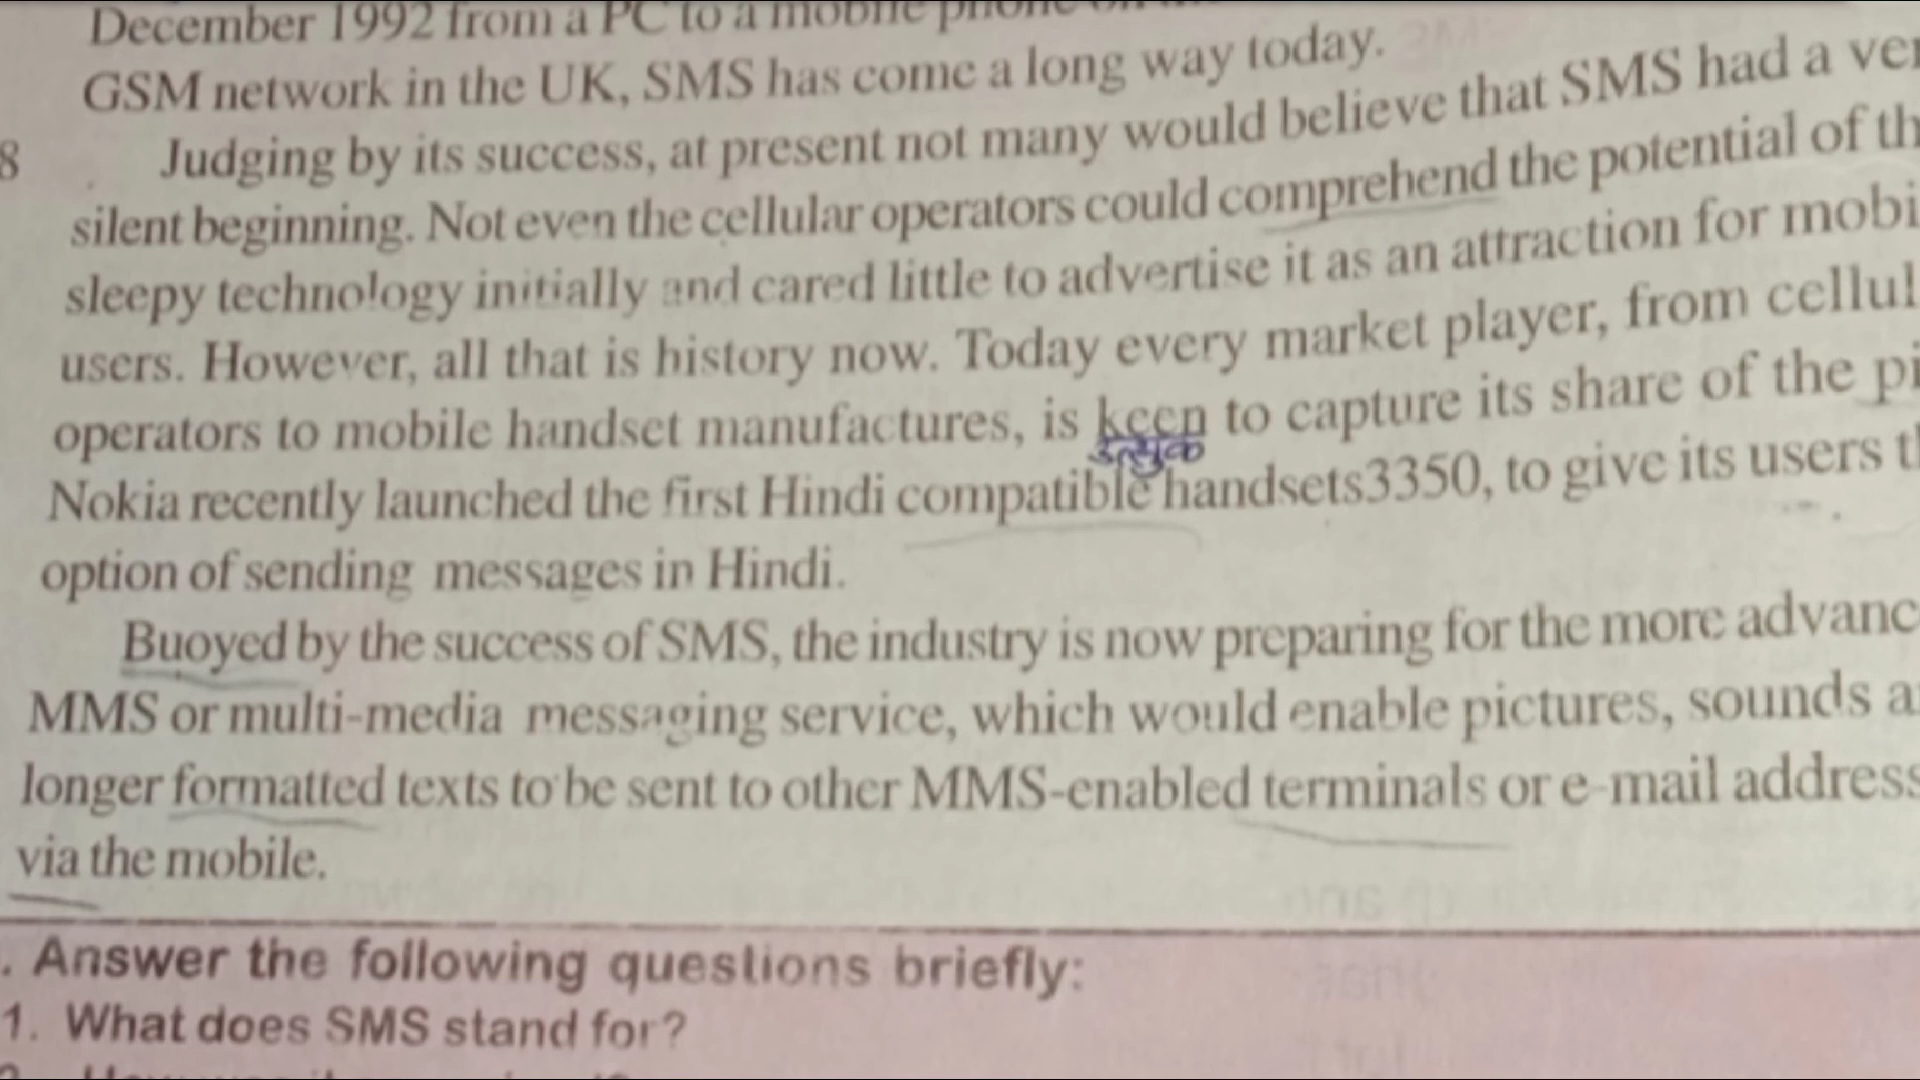 December 1992 from a PC to a mobile phone on
GSM network in the UK, SMS has come a long way today.
8 Judging by its success, at present not many would believe that SMS had a ver
silent beginning. Not even the cellular operators could comprehend the potential of th
sleepy technology initially and cared little to advertise it as an attraction for mobi
users. However, all that is history now. Today every market player, from cellul
operators to mobile handset manufactures, is keen to capture its share of the pi
उत्सुक
Nokia recently launched the first Hindi compatible handsets3350, to give its users th
option of sending messages in Hindi.
Buoyed by the success of SMS, the industry is now preparing for the more advanc
MMS or multi-media messaging service, which would enable pictures, sounds a
longer formatted texts to be sent to other MMS-enabled terminals or e-mail address
via the mobile.
. Answer the following questions briefly:
1. What does SMS stand for?